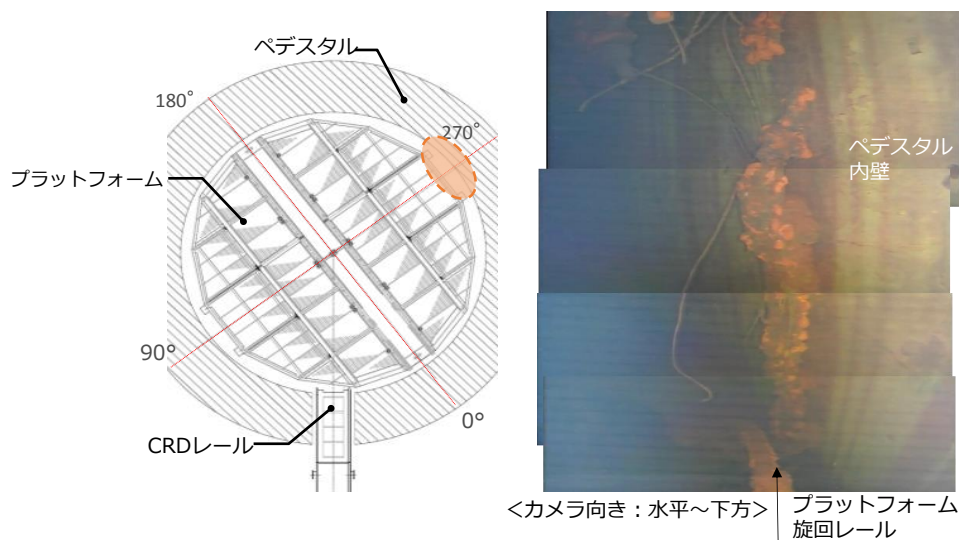 ペデスタル
180°
270°
プラットフォーム
90°
0°
CRDレール
ペデスタル
内壁
＜カメラ向き：水平～下方＞
プラットフォーム
旋回レール